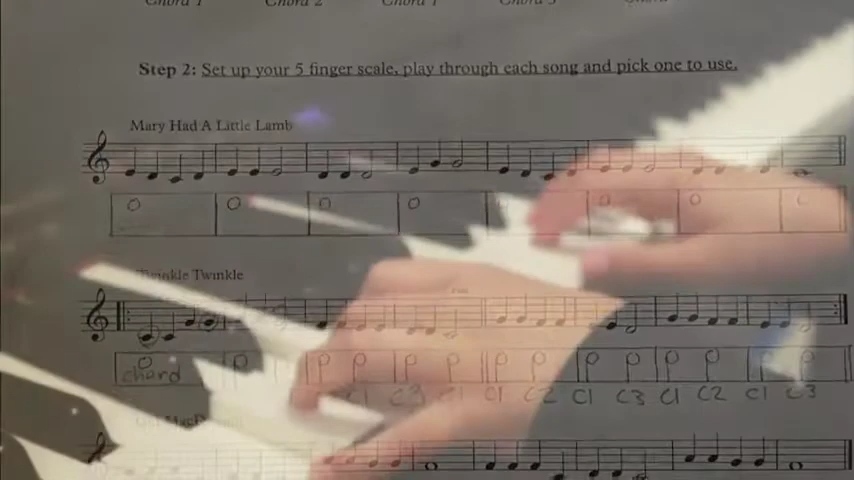 Chord 1 Chord 2 Chord 1 Chord 3 Chord
Step 2: Set up your 5 finger scale, play through each song and pick one to use.
Mary Had A Little Lamb
Twinkle Twinkle
chord
C1 C3 C1 C1 C2 C1 C3 C1 C2 C1 C3